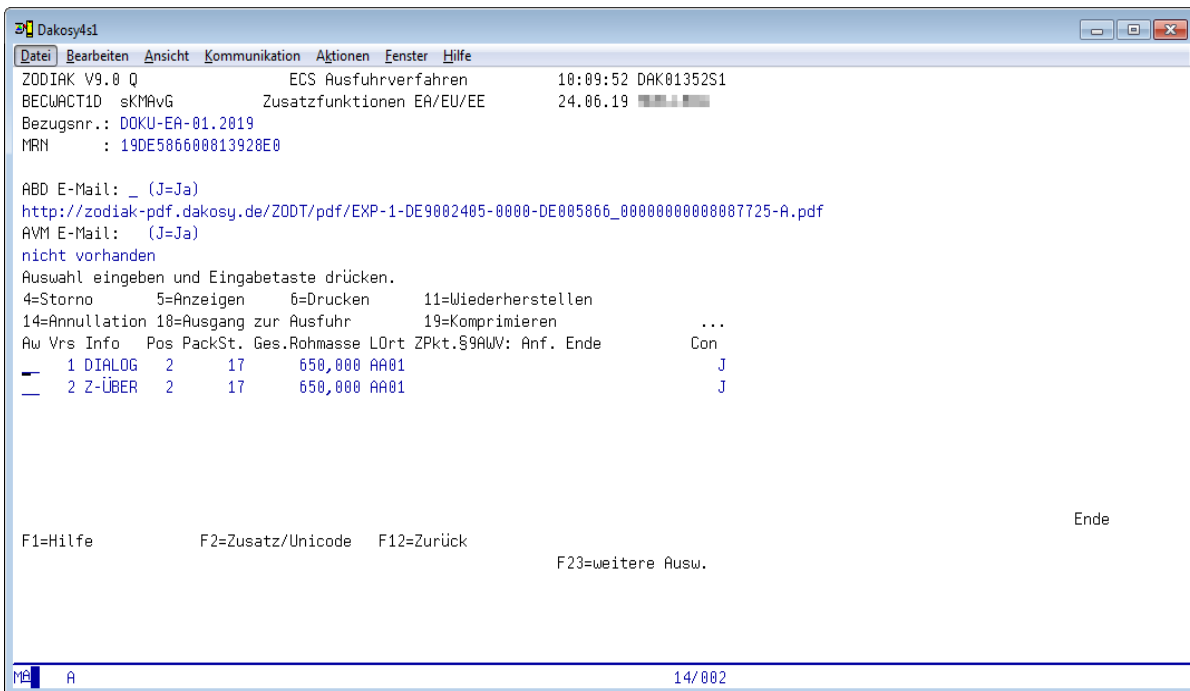 Dakosy4s1
Datei Bearbeiten Ansicht Kommunikation Aktionen Fenster Hilfe
ZODIAK V9.0 Q ECS Ausfuhrverfahren 10:09:52 DAK01352S1
BECWACT1D sKMAvG Zusatzfunktionen EA/EU/EE 24.06.19
Bezugsnr.: DOKU-EA-01.2019
MRN : 19DE586600813928E0
ABD E-Mail: _ (J=Ja)
http://zodiak-pdf.dakosy.de/ZODT/pdf/EXP-1-DE9002405-0000-DE005866_00000000008087725-A.pdf
AVM E-Mail: (J=Ja)
nicht vorhanden
Auswahl eingeben und Eingabetaste drücken.
4=Storno 5=Anzeigen 6=Drucken 11=Wiederherstellen
14=Annullation 18=Ausgang zur Ausfuhr 19=Komprimieren ...
Aw Vrs Info Pos PackSt. Ges.Rohmasse LOrt ZPkt.§9AWV: Anf. Ende Con
__ 1 DIALOG 2 17 650,000 AA01 J
__ 2 Z-ÜBER 2 17 650,000 AA01 J
Ende
F1=Hilfe F2=Zusatz/Unicode F12=Zurück
F23=weitere Ausw.
MA A 14/002